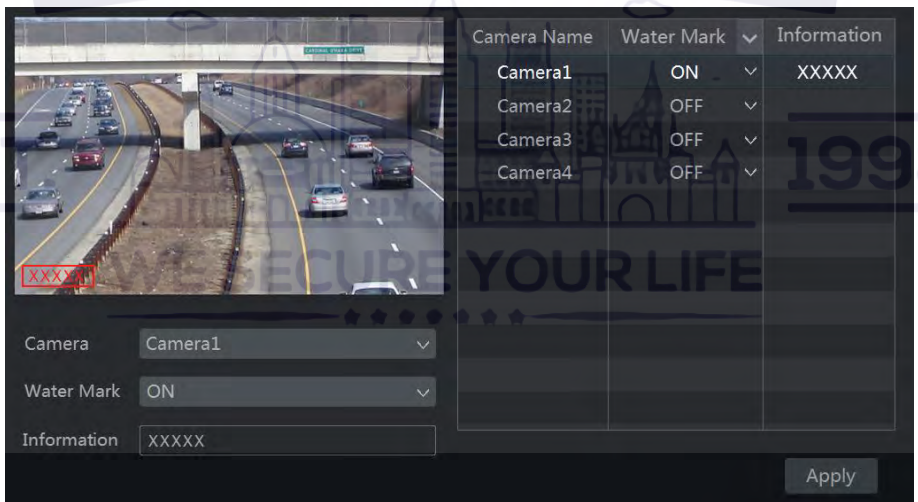 XXXXX
Camera Name Water Mark Information
Camera1 ON XXXXX
Camera2 OFF
Camera3 OFF
Camera4 OFF
199
WE SECURE YOUR LIFE
Camera Camera1
Water Mark ON
Information XXXXX
Apply